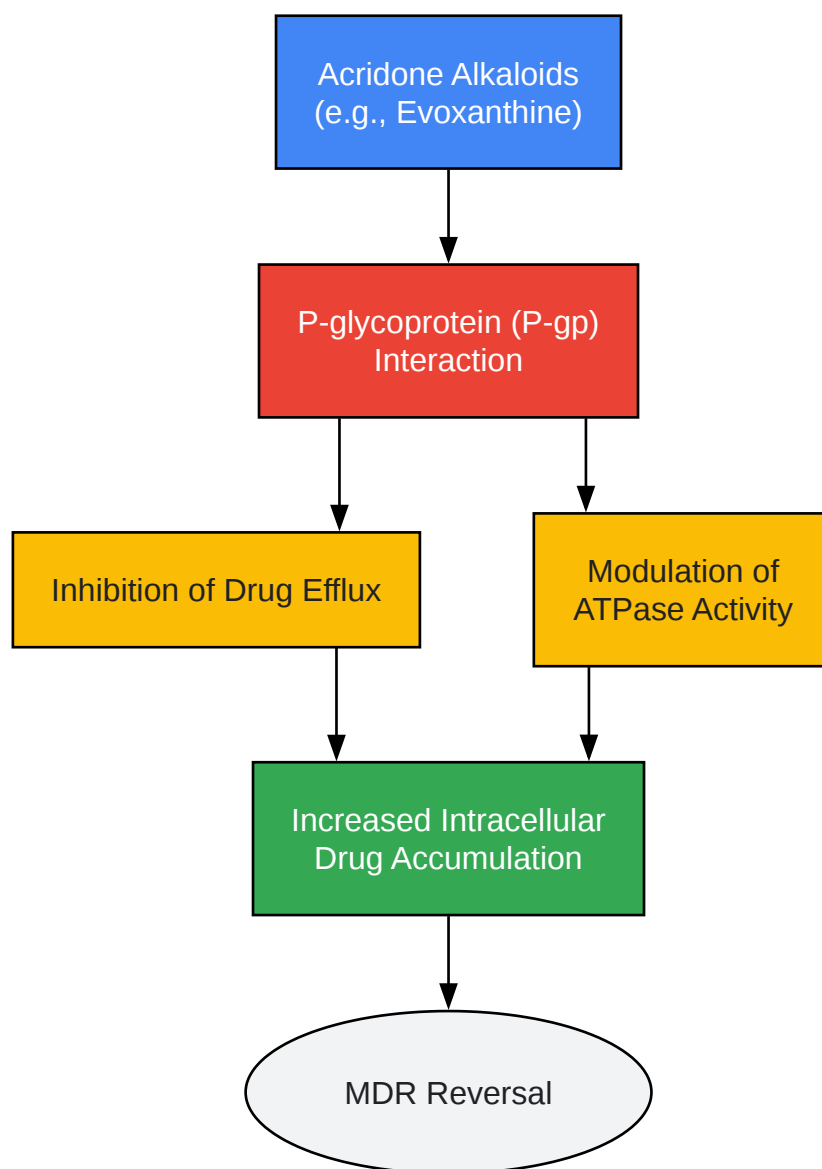 Acridone Alkaloids
(e.g., Evoxanthine)
P-glycoprotein (P-gp)
Interaction
Inhibition of Drug Efflux
Modulation of
ATPase Activity
Increased Intracellular
Drug Accumulation
MDR Reversal